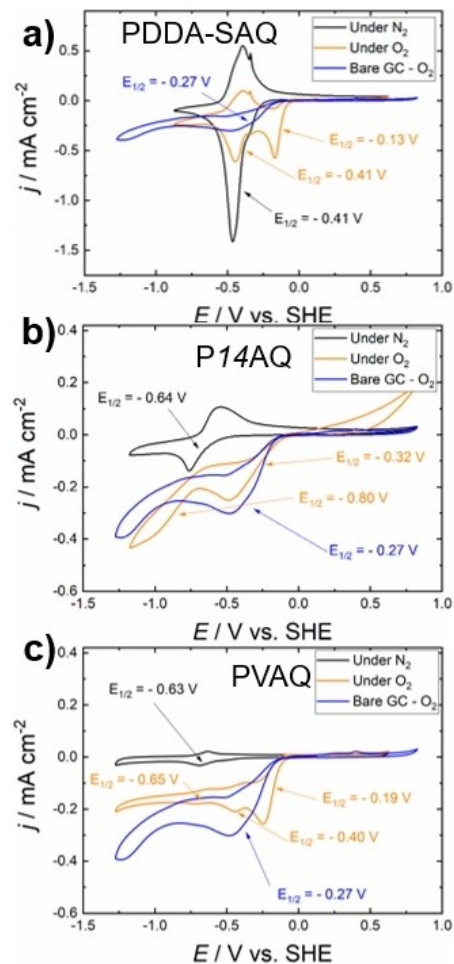 a)
PDDA-SAQ
Under N₂
Under O₂
Bare GC - O₂
E₁/₂ = - 0.27 V
E₁/₂ = - 0.13 V
E₁/₂ = - 0.41 V
E₁/₂ = - 0.41 V
0.5
0.0
-0.5
-1.0
-1.5
j / mA cm⁻²
-1.5 -1.0 -0.5 0.0 0.5 1.0
E / V vs. SHE
b)
P14AQ
Under N₂
Under O₂
Bare GC - O₂
E₁/₂ = - 0.64 V
E₁/₂ = - 0.32 V
E₁/₂ = - 0.80 V
E₁/₂ = - 0.27 V
0.4
0.2
0.0
-0.2
-0.4
-0.6
j / mA cm⁻²
-1.5 -1.0 -0.5 0.0 0.5 1.0
E / V vs. SHE
c)
PVAQ
Under N₂
Under O₂
Bare GC - O₂
E₁/₂ = - 0.63 V
E₁/₂ = - 0.65 V
E₁/₂ = - 0.19 V
E₁/₂ = - 0.40 V
E₁/₂ = - 0.27 V
0.4
0.2
0.0
-0.2
-0.4
-0.6
j / mA cm⁻²
-1.5 -1.0 -0.5 0.0 0.5 1.0
E / V vs. SHE